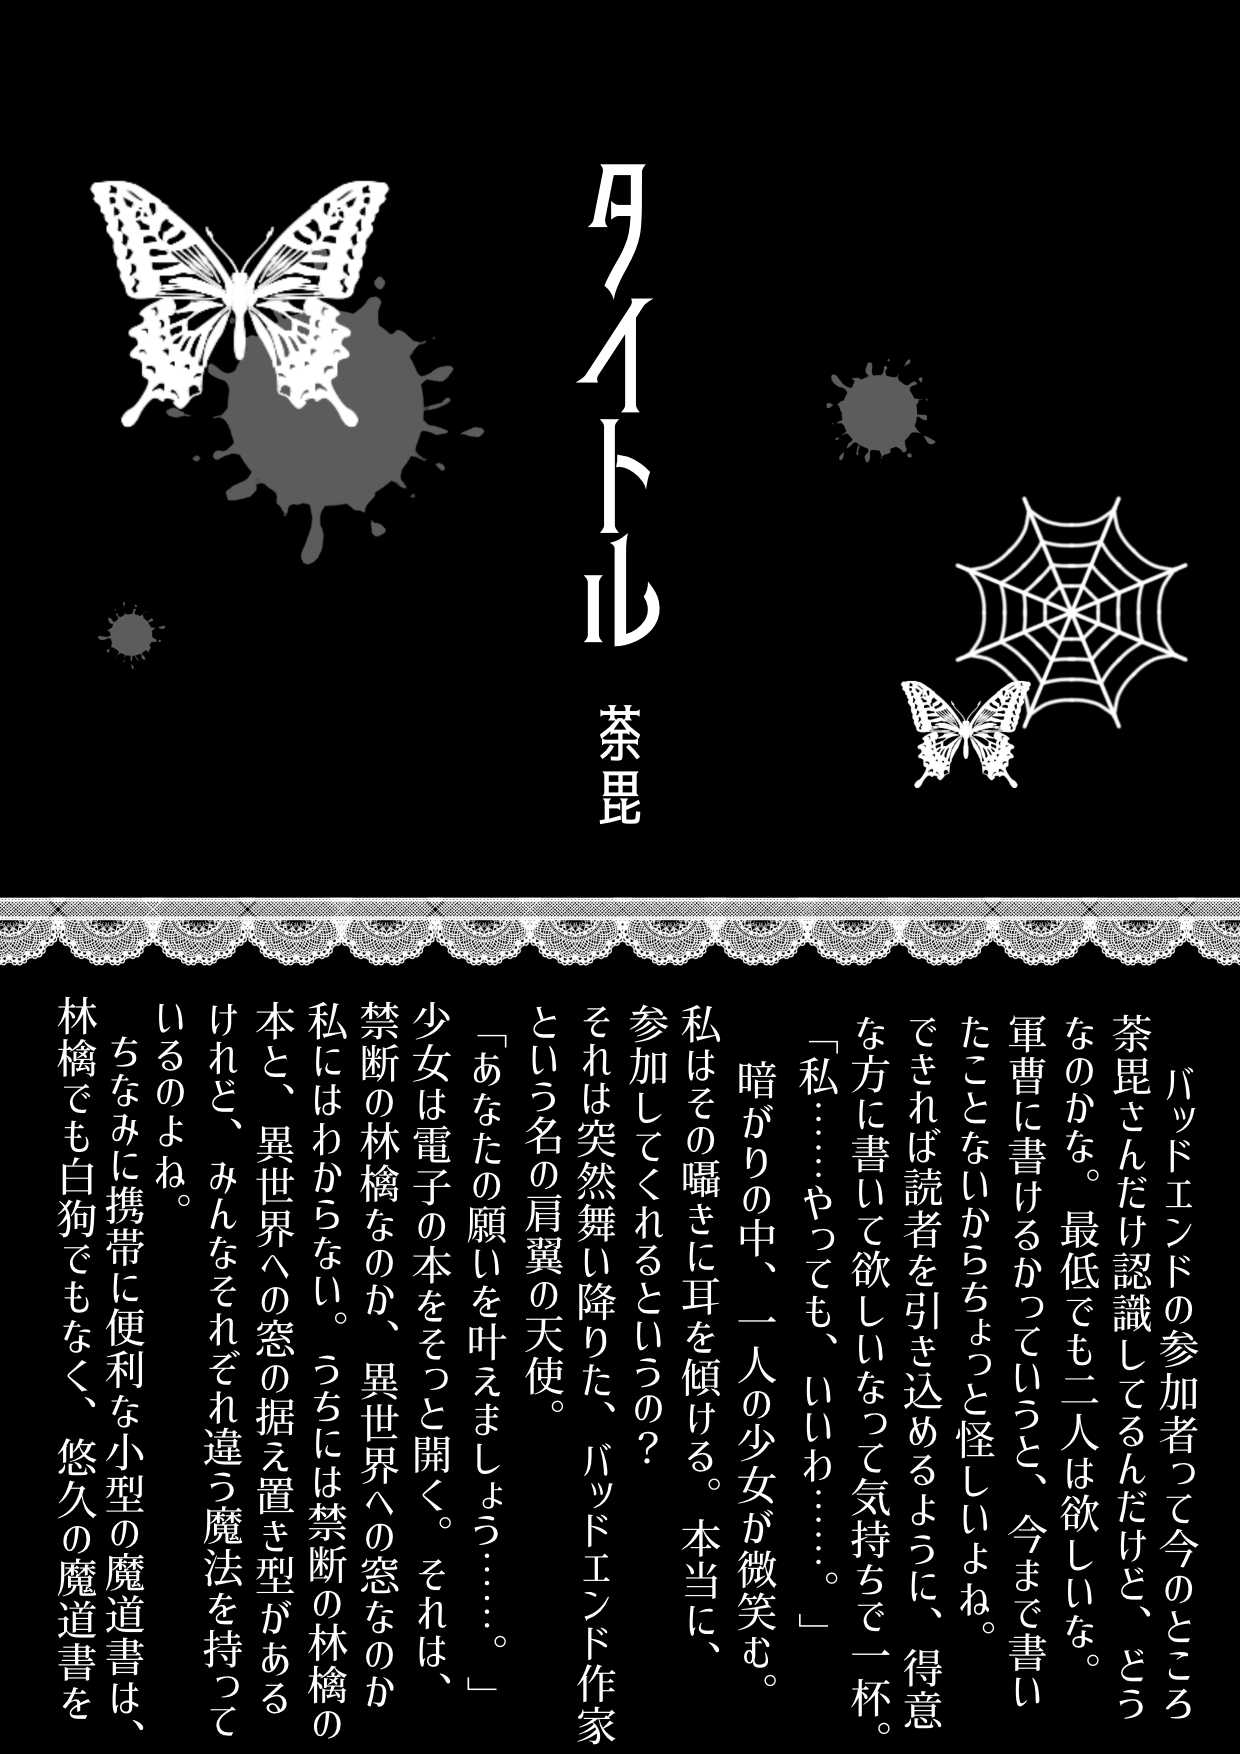 タイトル
荼毘
バッドエンドの参加者って今のところ
荼毘さんだけ認識してるんだけど、どう
なのかな。最低でも二人は欲しいな。
軍曹に書けるかっていうと、今まで書い
たことないからちょっと怪しいよね。
できれば読者を引き込めるように、得意
な方に書いて欲しいなって気持ちで一杯。
「私……やっても、いいわ……。」
暗がりの中、一人の少女が微笑む。
私はその囁きに耳を傾ける。本当に、
参加してくれるというの？
それは突然舞い降りた、バッドエンド作家
という名の肩翼の天使。
「あなたの願いを叶えましょう……。」
少女は電子の本をそっと開く。それは、
禁断の林檎なのか、異世界への窓なのか
私にはわからない。うちには禁断の林檎の
本と、異世界への窓の据え置き型がある
けれど、みんなそれぞれ違う魔法を持って
いるのよね。
ちなみに携帯に便利な小型の魔道書は、
林檎でも白狗でもなく、悠久の魔道書を